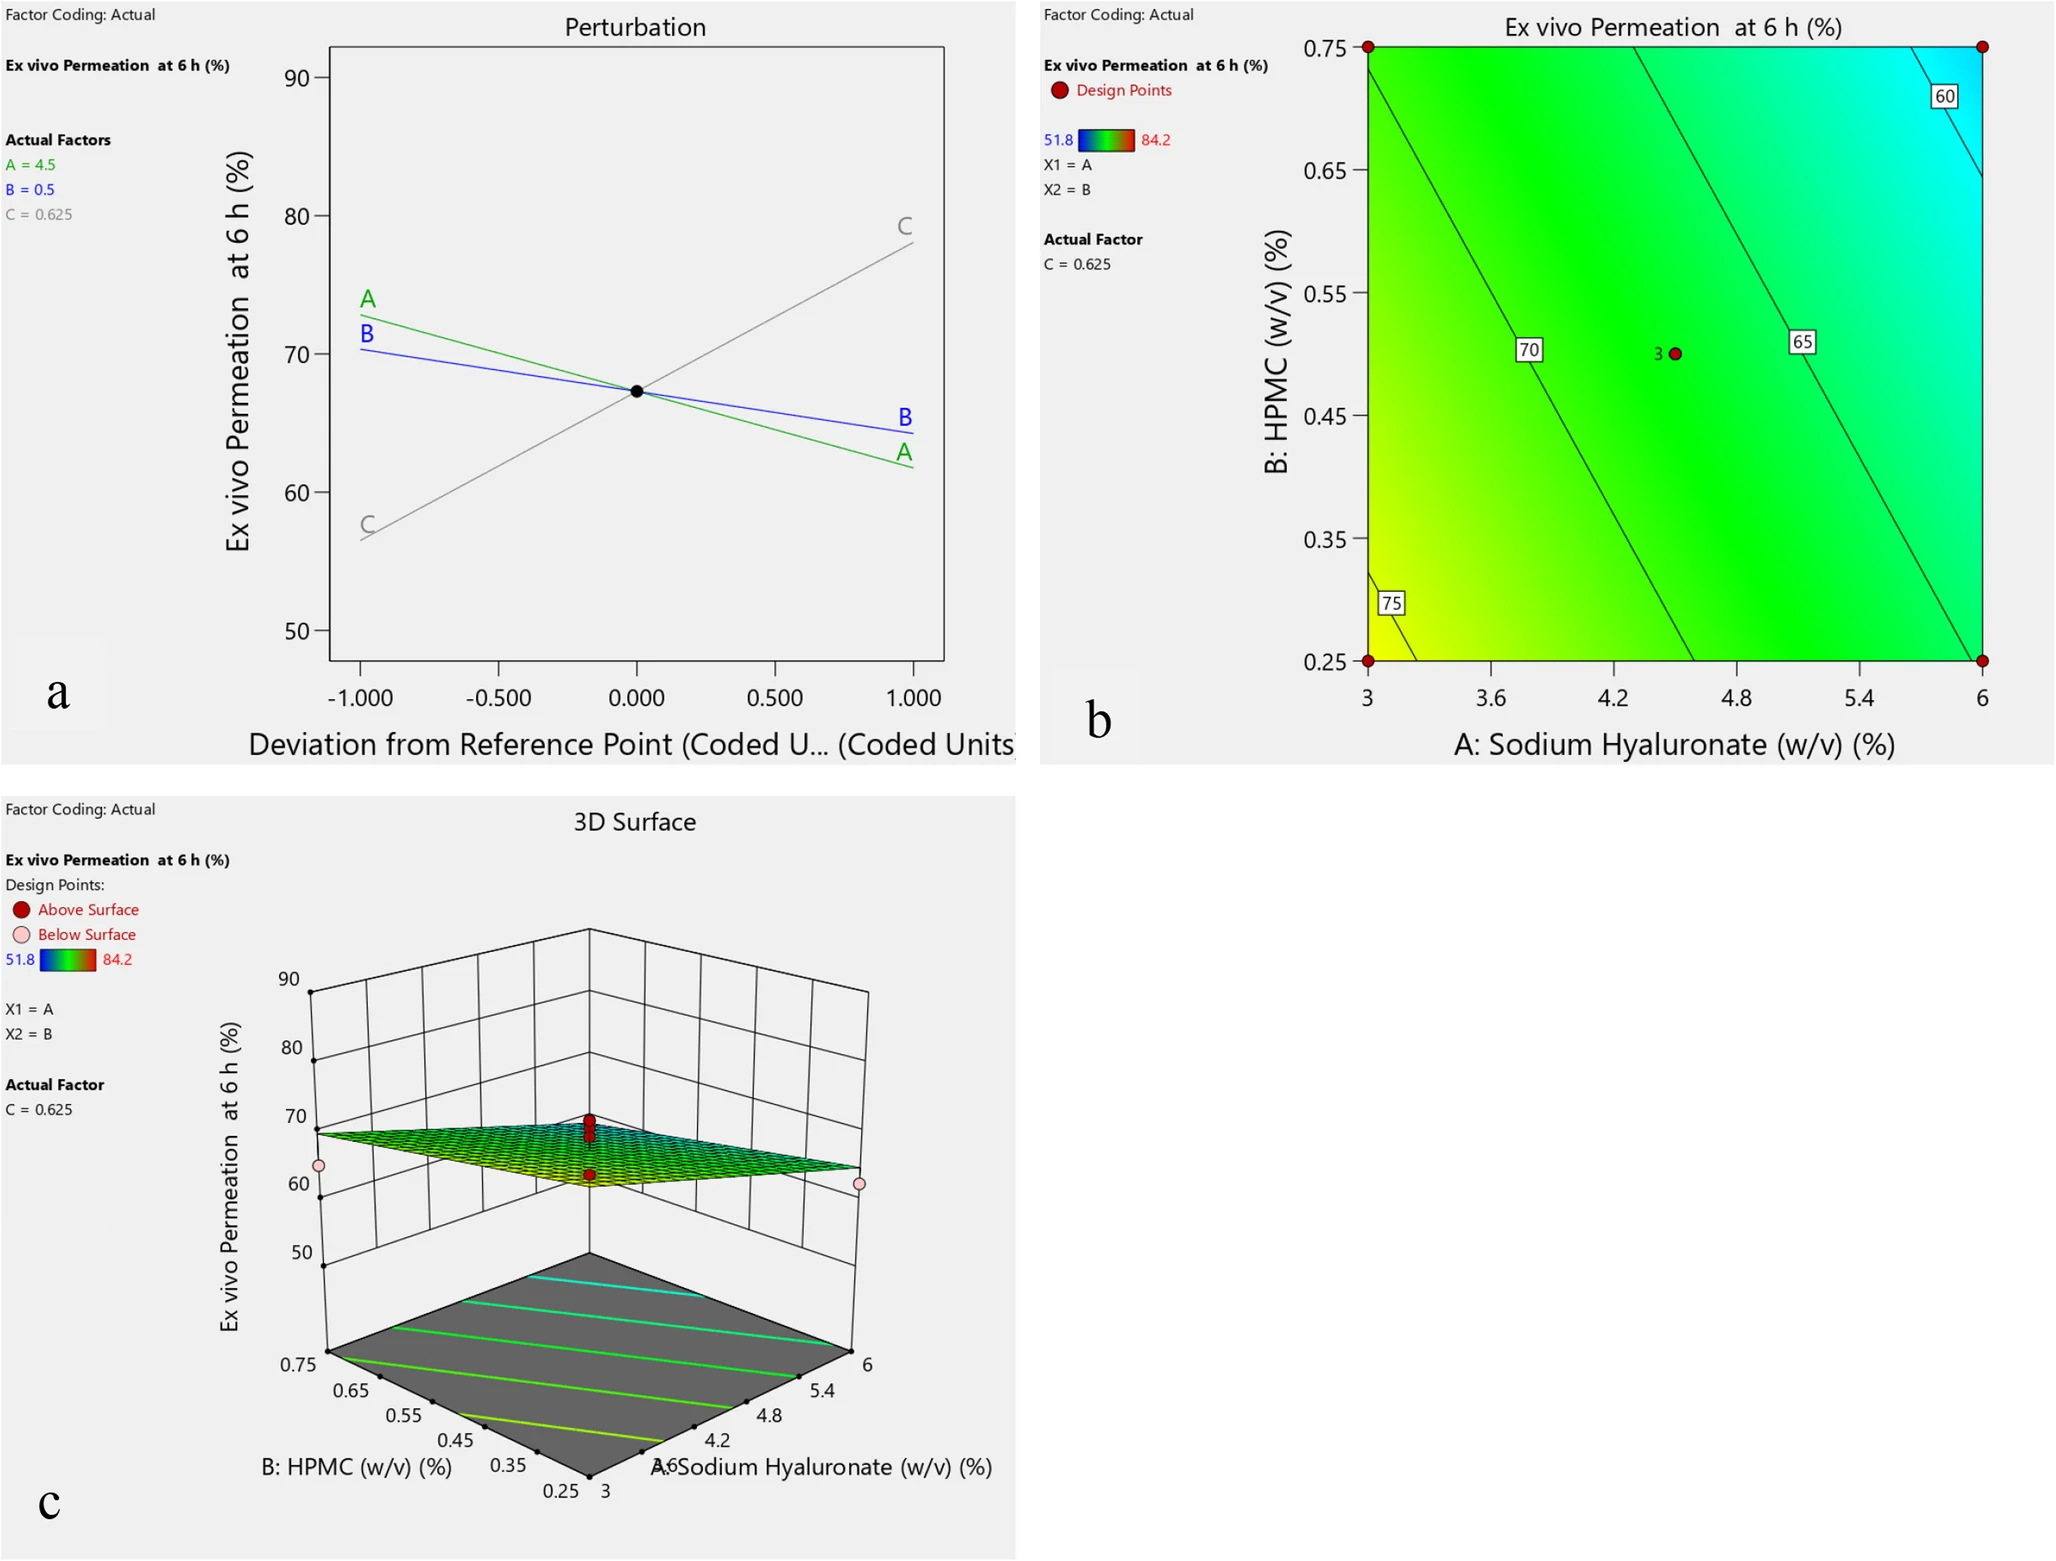 Factor Coding: Actual
Perturbation
Ex vivo Permeation at 6 h (%)
Actual Factors
A = 4.5
B = 0.5
C = 0.625
Ex vivo Permeation at 6 h (%)
90
80
70
60
50
A
B
C
C
B
A
-1.000
-0.500
0.000
0.500
1.000
Deviation from Reference Point (Coded U... (Coded Units)
a
Factor Coding: Actual
Ex vivo Permeation at 6 h (%)
Ex vivo Permeation at 6 h (%)
Design Points
51.8
84.2
X1 = A
X2 = B
Actual Factor
C = 0.625
B: HPMC (w/v) (%)
0.75
0.65
0.55
0.45
0.35
0.25
60
65
70
75
3
3
3.6
4.2
4.8
5.4
6
A: Sodium Hyaluronate (w/v) (%)
b
Factor Coding: Actual
3D Surface
Ex vivo Permeation at 6 h (%)
Design Points:
Above Surface
Below Surface
51.8
84.2
X1 = A
X2 = B
Actual Factor
C = 0.625
Ex vivo Permeation at 6 h (%)
90
80
70
60
50
0.75
0.65
0.55
0.45
0.35
0.25
3
3.6
4.2
4.8
5.4
6
B: HPMC (w/v) (%)
A: Sodium Hyaluronate (w/v) (%)
c